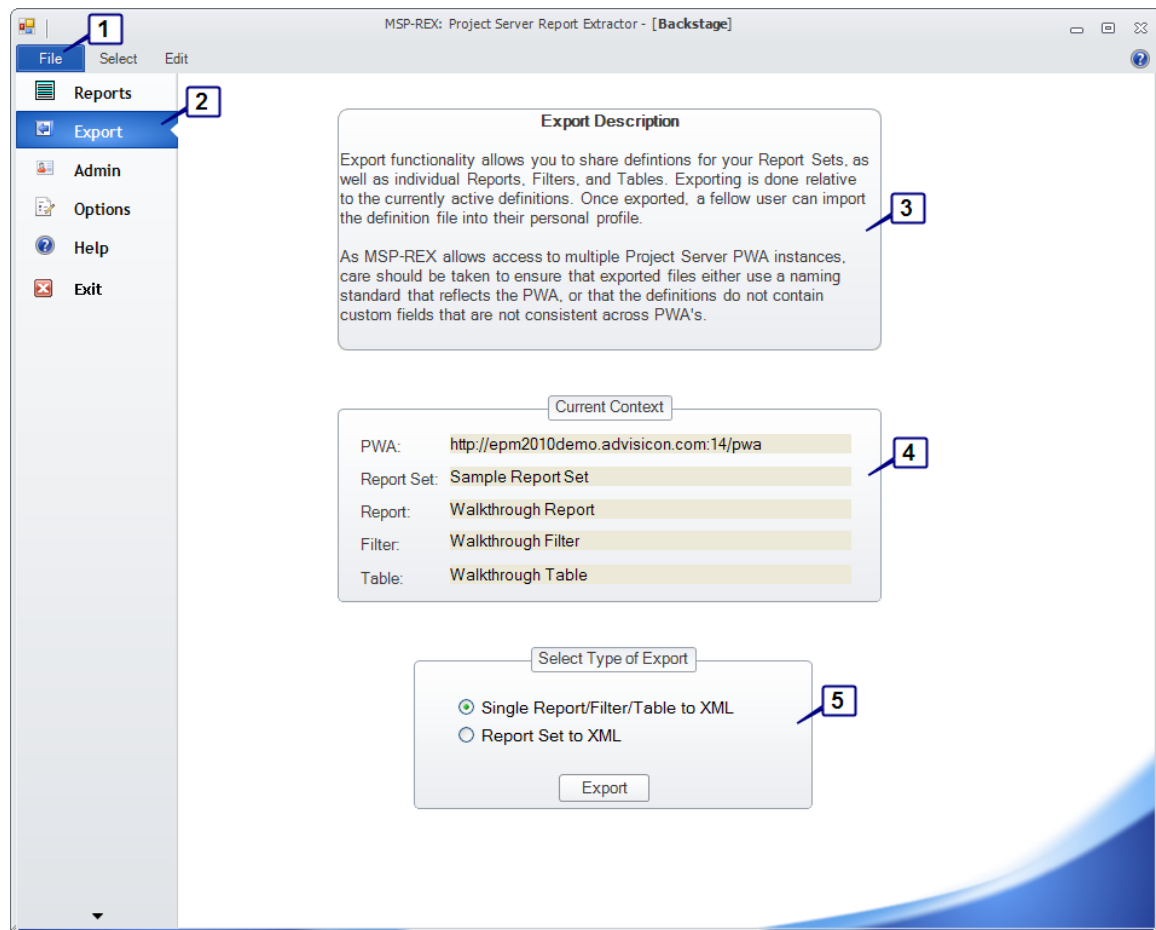 MSP-REX: Project Server Report Extractor - [Backstage]
1
File Select Edit
Reports
2
Export
Admin
Options
Help
Exit
Export Description
Export functionality allows you to share defintions for your Report Sets, as
well as individual Reports, Filters, and Tables. Exporting is done relative
to the currently active definitions. Once exported, a fellow user can import
the definition file into their personal profile.
3
As MSP-REX allows access to multiple Project Server PWA instances,
care should be taken to ensure that exported files either use a naming
standard that reflects the PWA, or that the definitions do not contain
custom fields that are not consistent across PWA's.
Current Context
PWA: http://epm2010demo.advisicon.com:14/pwa
4
Report Set: Sample Report Set
Report: Walkthrough Report
Filter: Walkthrough Filter
Table: Walkthrough Table
Select Type of Export
5
Single Report/Filter/Table to XML
Report Set to XML
Export